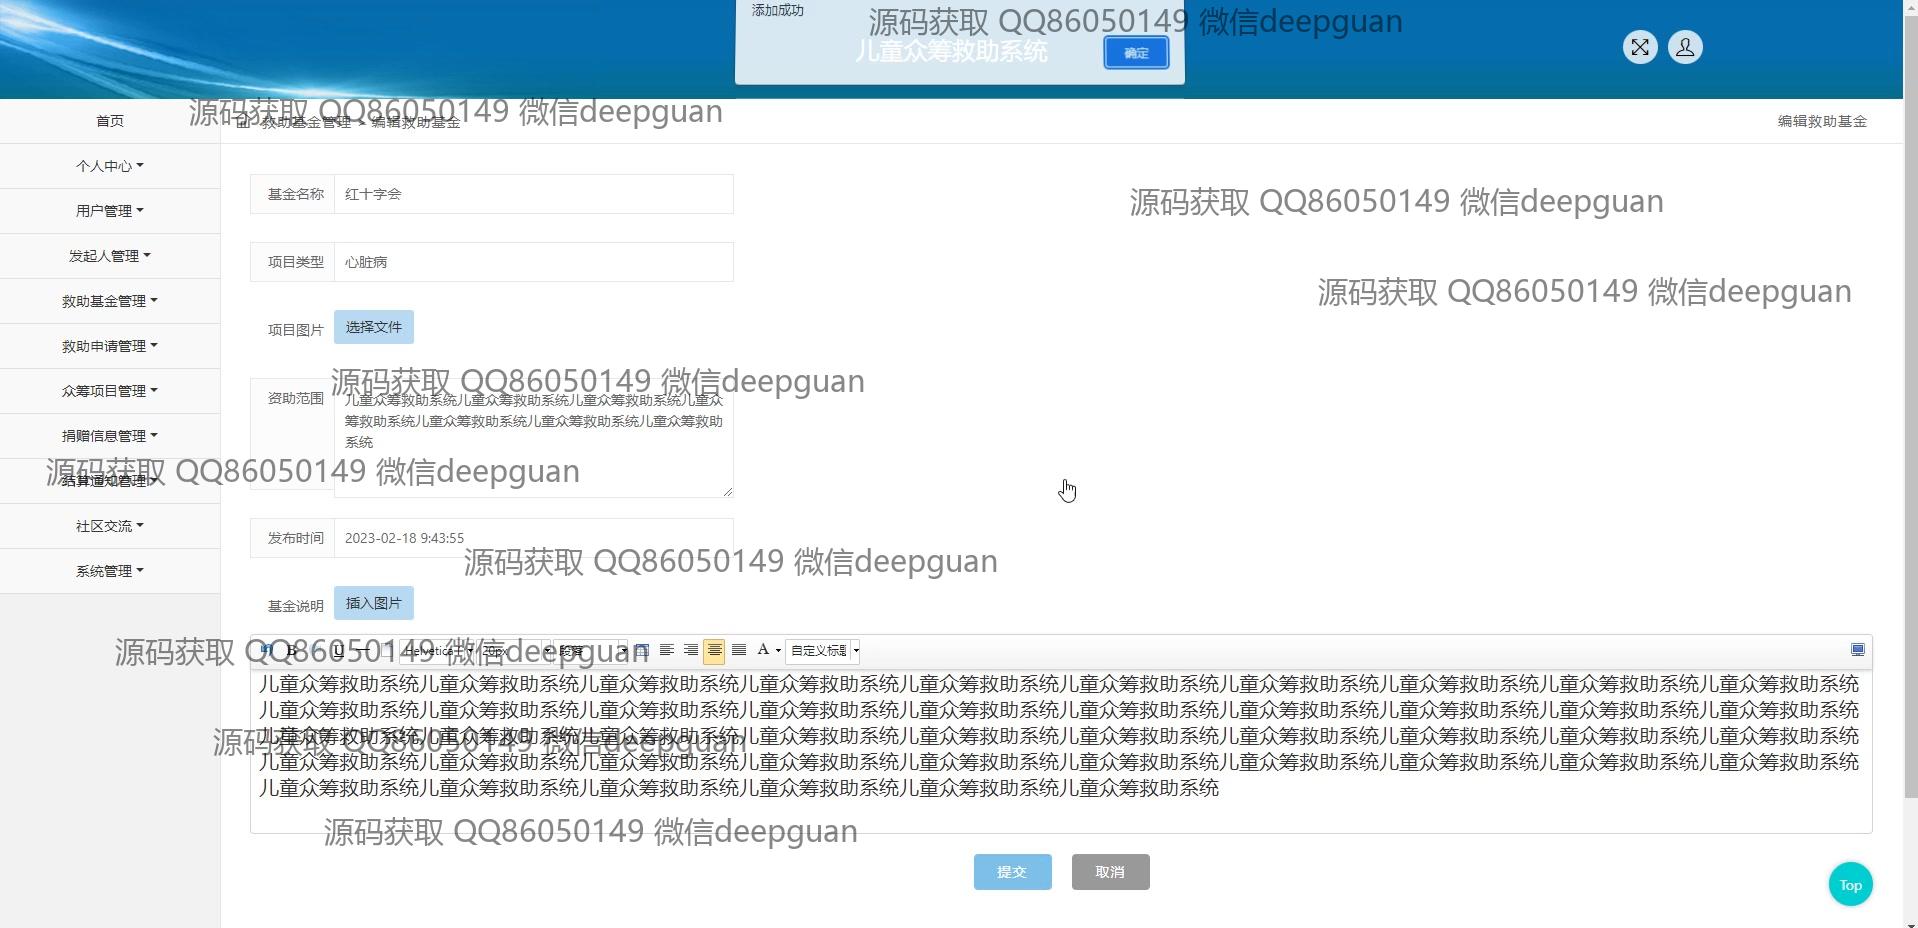 添加成功
源码获取 QQ86050149 微信deepguan
儿童众筹救助系统
确定
源码获取 QQ86050149 微信deepguan
首页
救助基金管理 > 编辑救助基金
编辑救助基金
个人中心
用户管理
发起人管理
救助基金管理
救助申请管理
众筹项目管理
捐赠信息管理
结算通知管理
社区交流
系统管理
基金名称 红十字会
源码获取 QQ86050149 微信deepguan
项目类型 心脏病
源码获取 QQ86050149 微信deepguan
项目图片 选择文件
源码获取 QQ86050149 微信deepguan
资助范围
儿童众筹救助系统儿童众筹救助系统儿童众筹救助系统儿童众
筹救助系统儿童众筹救助系统儿童众筹救助系统儿童众筹救助
系统
源码获取 QQ86050149 微信deepguan
发布时间 2023-02-18 9:43:55
源码获取 QQ86050149 微信deepguan
基金说明 插入图片
源码获取 QQ86050149 微信deepguan
B U Helvetica 20px 段落 A 自定义标题
儿童众筹救助系统儿童众筹救助系统儿童众筹救助系统儿童众筹救助系统儿童众筹救助系统儿童众筹救助系统儿童众筹救助系统儿童众筹救助系统儿童众筹救助系统儿童众筹救助系统
儿童众筹救助系统儿童众筹救助系统儿童众筹救助系统儿童众筹救助系统儿童众筹救助系统儿童众筹救助系统儿童众筹救助系统儿童众筹救助系统儿童众筹救助系统儿童众筹救助系统
儿童众筹救助系统儿童众筹救助系统儿童众筹救助系统儿童众筹救助系统儿童众筹救助系统儿童众筹救助系统儿童众筹救助系统儿童众筹救助系统儿童众筹救助系统儿童众筹救助系统
源码获取 QQ86050149 微信deepguan
儿童众筹救助系统儿童众筹救助系统儿童众筹救助系统儿童众筹救助系统儿童众筹救助系统儿童众筹救助系统儿童众筹救助系统儿童众筹救助系统儿童众筹救助系统儿童众筹救助系统
儿童众筹救助系统儿童众筹救助系统儿童众筹救助系统儿童众筹救助系统儿童众筹救助系统儿童众筹救助系统
源码获取 QQ86050149 微信deepguan
提交 取消
Top